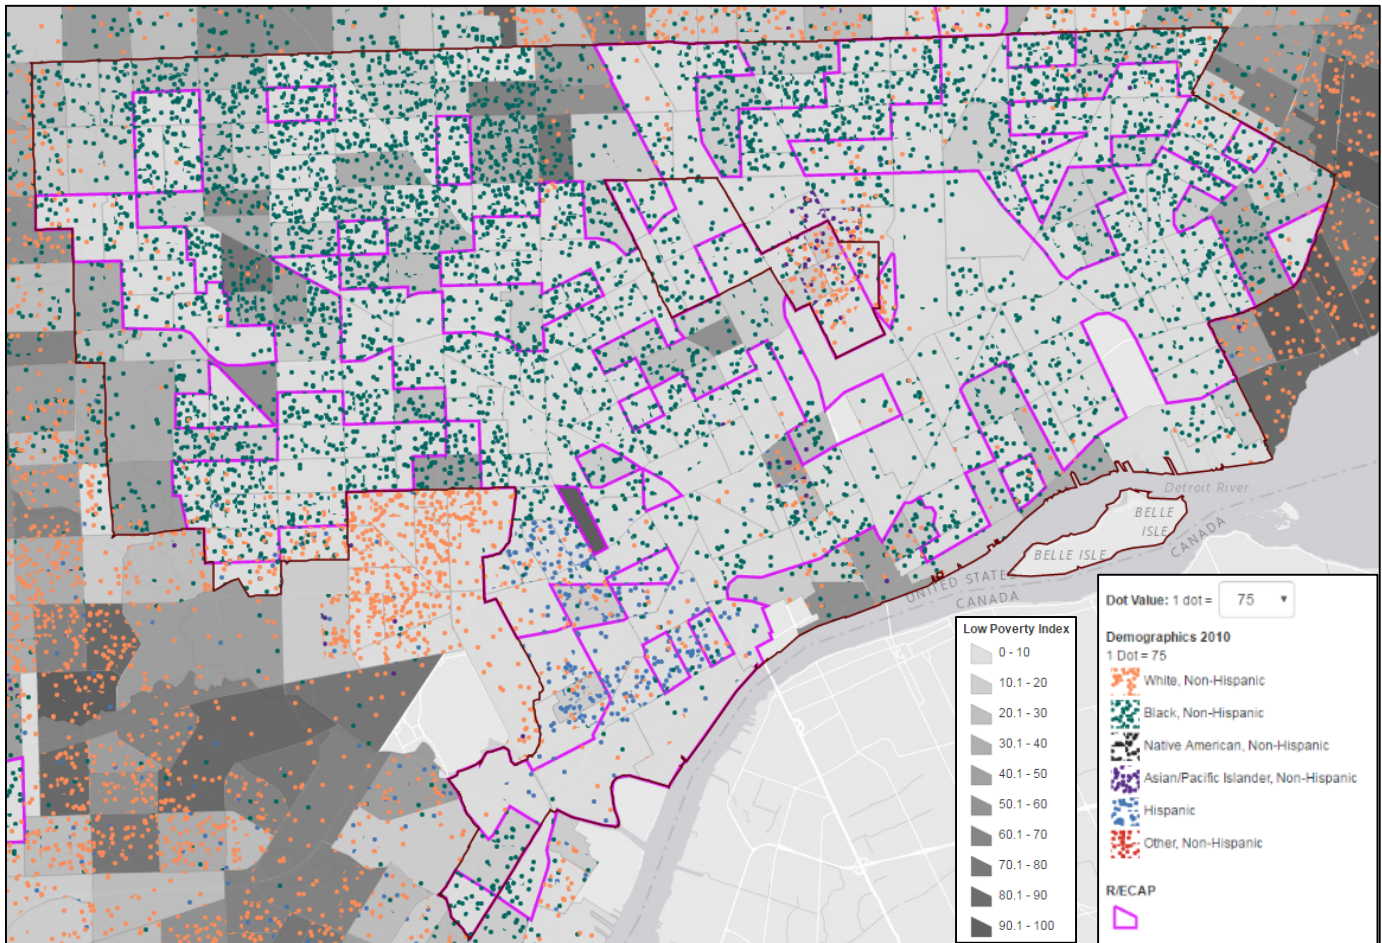 Detroit River
BELLE
ISLE
BELLE ISLE
CANADA
UNITED STATES
CANADA
Low Poverty Index
0 - 10
10.1 - 20
20.1 - 30
30.1 - 40
40.1 - 50
50.1 - 60
60.1 - 70
70.1 - 80
80.1 - 90
90.1 - 100
Dot Value: 1 dot = 75
Demographics 2010
1 Dot = 75
White, Non-Hispanic
Black, Non-Hispanic
Native American, Non-Hispanic
Asian/Pacific Islander, Non-Hispanic
Hispanic
Other, Non-Hispanic
R/ECAP